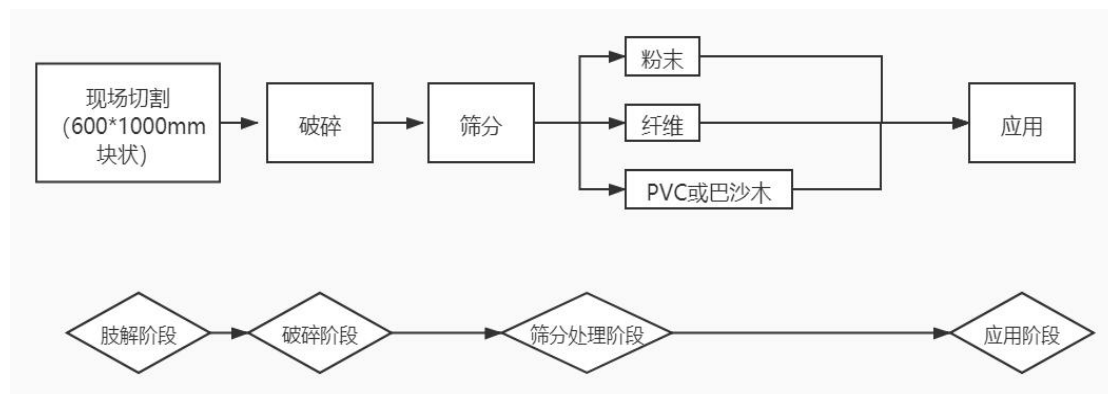 现场切割
（600*1000mm
块状）
破碎
筛分
粉末
纤维
PVC或巴沙木
应用
肢解阶段
破碎阶段
筛分处理阶段
应用阶段